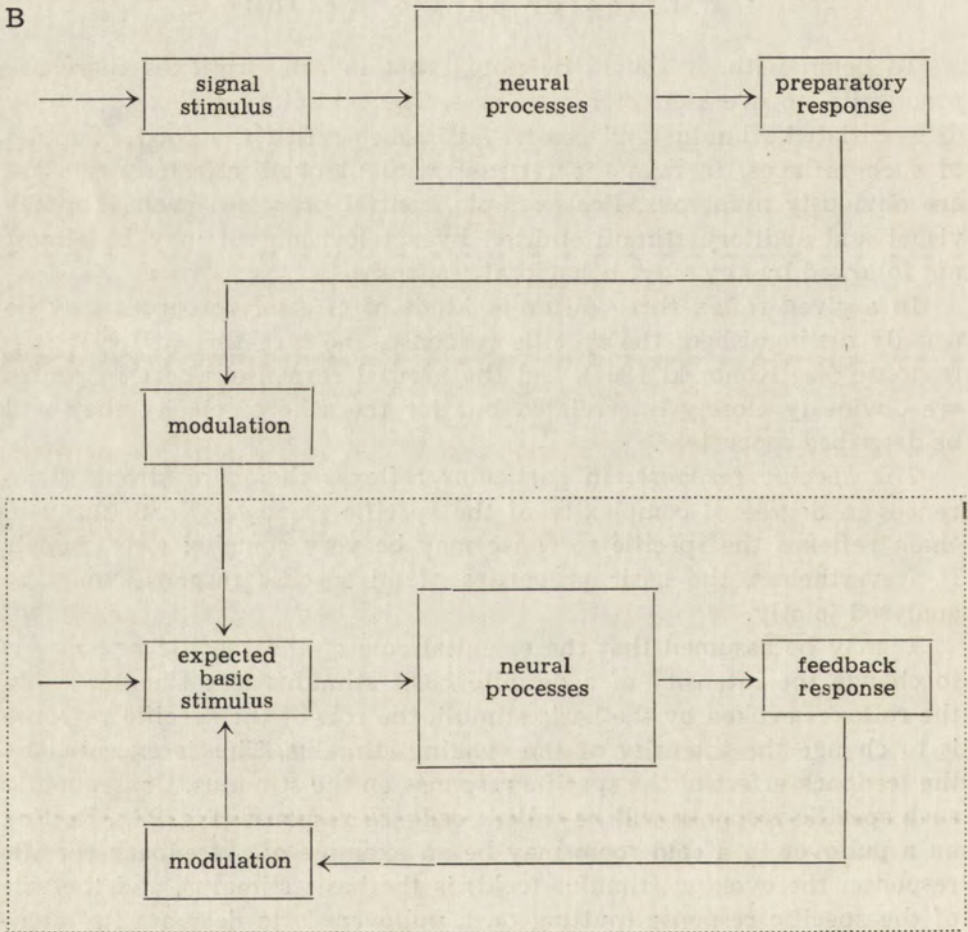 B
signal
stimulus
neural
processes
preparatory
response
modulation
expected
basic
stimulus
neural
processes
feedback
response
modulation